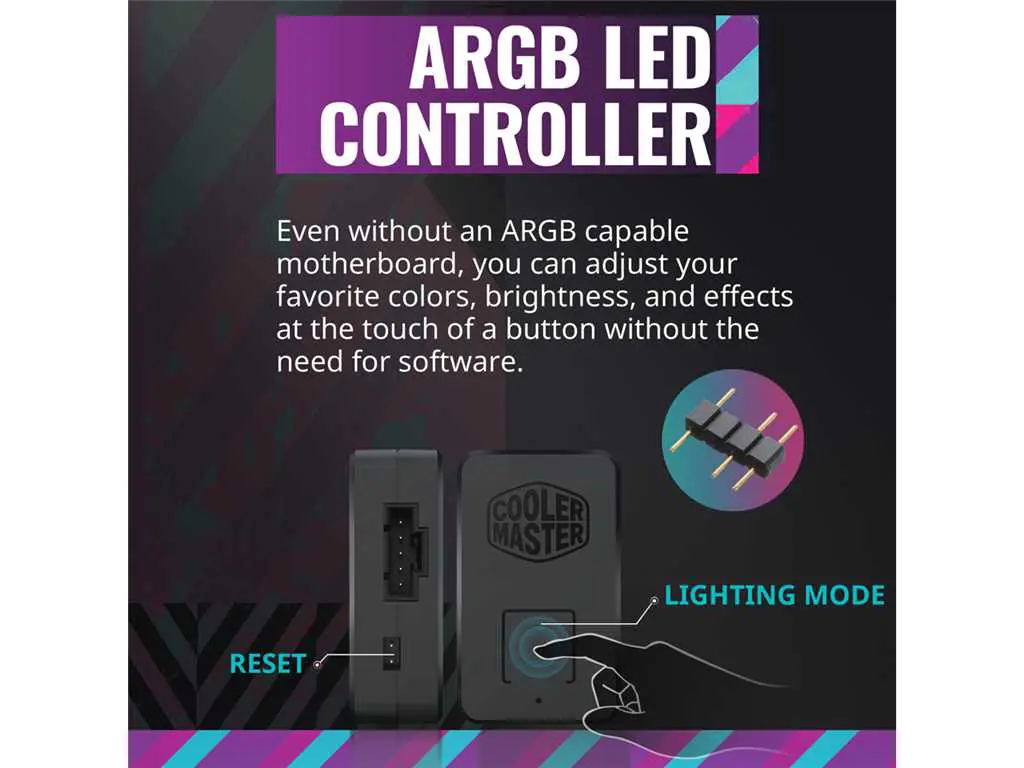 ARGB LED
CONTROLLER
Even without an ARGB capable
motherboard, you can adjust your
favorite colors, brightness, and effects
at the touch of a button without the
need for software.
COOLER
MASTER
LIGHTING MODE
RESET